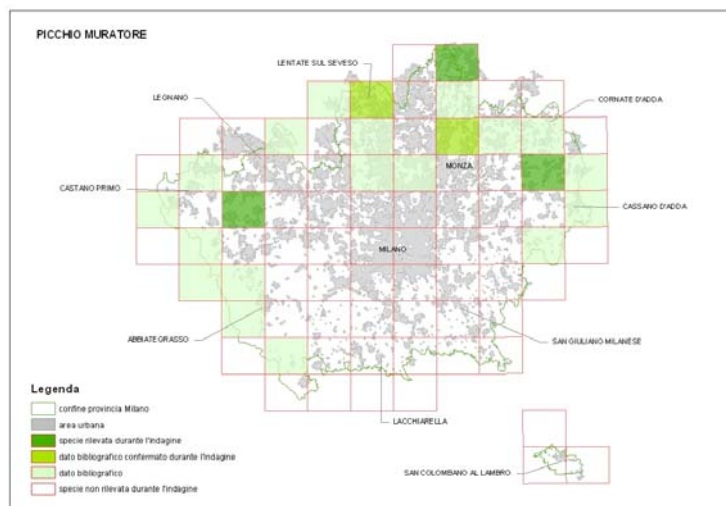 PICCHIO MURATORE
LENTATE SUL SEVESO
LEGNANO
CORNATE D'ADDA
MONZA
CASTANO PRIMO
CASSANO D'ADDA
MILANO
ABBIATEGRASSO
SAN GIULIANO MILANESE
Legenda
confine provincia Milano
area urbana
specie rilevata durante l'indagine
dato bibliografico confermato durante l'indagine
dato bibliografico
specie non rilevata durante l'indagine
LACCHIARELLA
SAN COLOMBANO AL LAMBRO